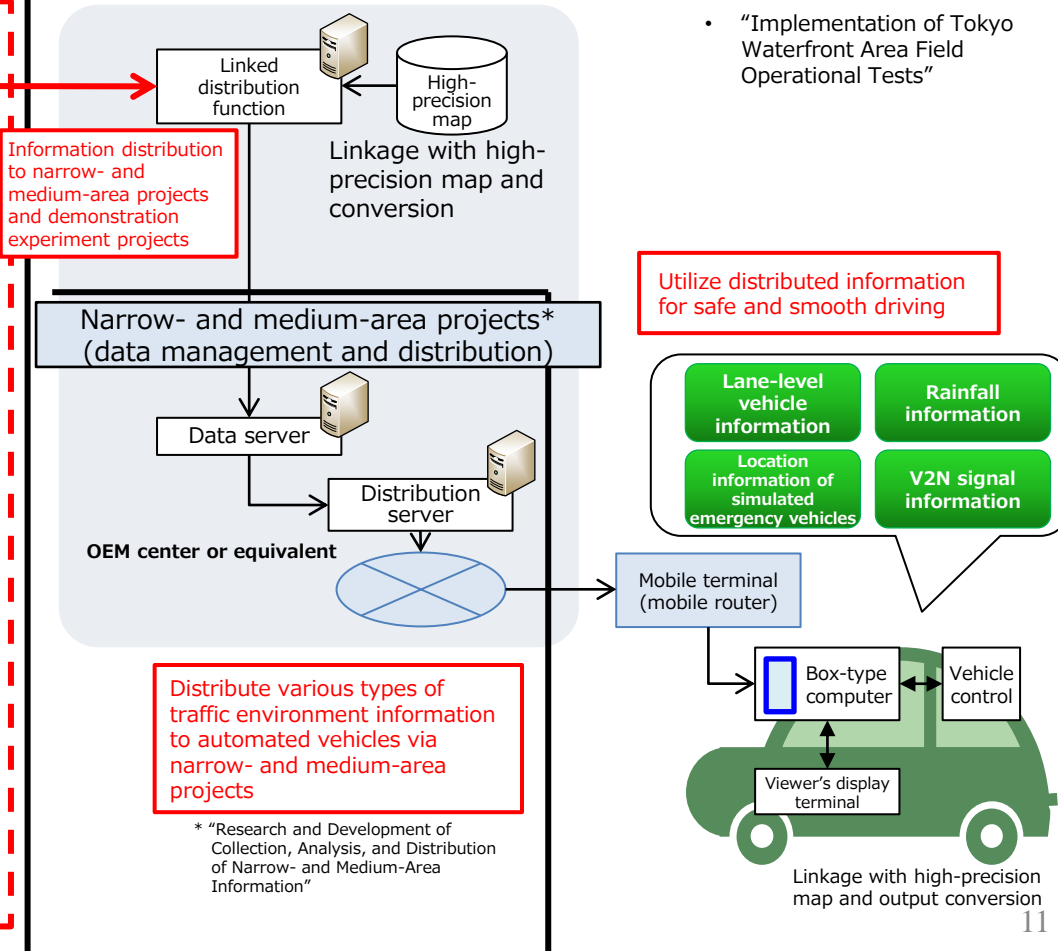 • “Implementation of Tokyo
Waterfront Area Field
Operational Tests”
Linked
distribution
function
High-
precision
map
Information distribution
to narrow- and
medium-area projects
and demonstration
experiment projects
Linkage with high-
precision map and
conversion
Utilize distributed information
for safe and smooth driving
Narrow- and medium-area projects*
(data management and distribution)
Lane-level
vehicle
information
Rainfall
information
Location
information of
simulated
emergency vehicles
V2N signal
information
Data server
Distribution
server
OEM center or equivalent
Mobile terminal
(mobile router)
Box-type
computer
Vehicle
control
Viewer’s display
terminal
Distribute various types of
traffic environment information
to automated vehicles via
narrow- and medium-area
projects
* “Research and Development of
Collection, Analysis, and Distribution
of Narrow- and Medium-Area
Information”
Linkage with high-precision
map and output conversion
11